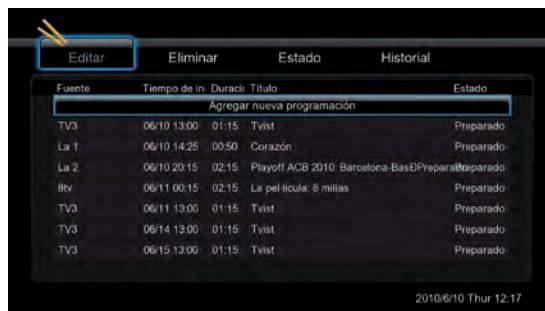 Editar Eliminar Estado Historial
Fuente Tiempo de in Duració Título Estado
Agregar nueva programación
TV3 06/10 13:00 01:15 Tvist Preparado
La 1 06/10 14:25 00:50 Corazón Preparado
La 2 06/10 20:15 02:15 Playoff ACB 2010: Barcelona-Bas
8tv 06/11 00:15 02:15 La pel·lícula: 8 millas Preparado
TV3 06/11 13:00 01:15 Tvist Preparado
TV3 06/14 13:00 01:15 Tvist Preparado
TV3 06/15 13:00 01:15 Tvist Preparado
2010/6/10 Thur 12:17